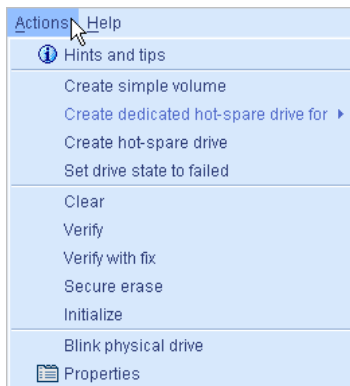 Actions Help
Hints and tips
Create simple volume
Create dedicated hot-spare drive for
Create hot-spare drive
Set drive state to failed
Clear
Verify
Verify with fix
Secure erase
Initialize
Blink physical drive
Properties